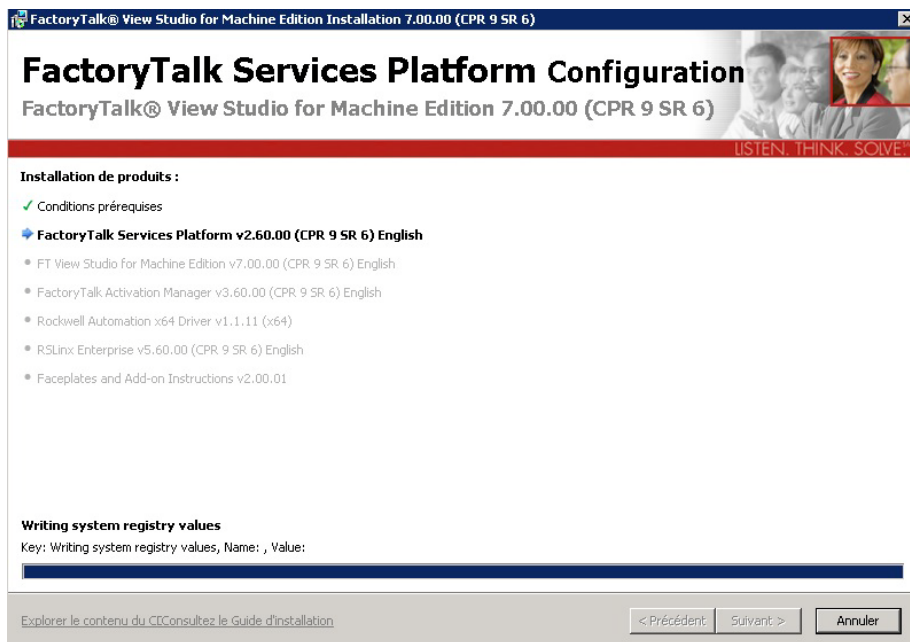 FactoryTalk® View Studio for Machine Edition Installation 7.00.00 (CPR 9 SR 6)
FactoryTalk Services Platform Configuration
FactoryTalk® View Studio for Machine Edition 7.00.00 (CPR 9 SR 6)
LISTEN. THINK. SOLVE.
Installation de produits :
Conditions prérequises
FactoryTalk Services Platform v2.60.00 (CPR 9 SR 6) English
FT View Studio for Machine Edition v7.00.00 (CPR 9 SR 6) English
FactoryTalk Activation Manager v3.60.00 (CPR 9 SR 6) English
Rockwell Automation x64 Driver v1.1.11 (x64)
RSLinx Enterprise v5.60.00 (CPR 9 SR 6) English
Faceplates and Add-on Instructions v2.00.01
Writing system registry values
Key: Writing system registry values, Name: , Value:
Explorer le contenu du CEConsultez le Guide d'installation
< Précédent Suivant > Annuler